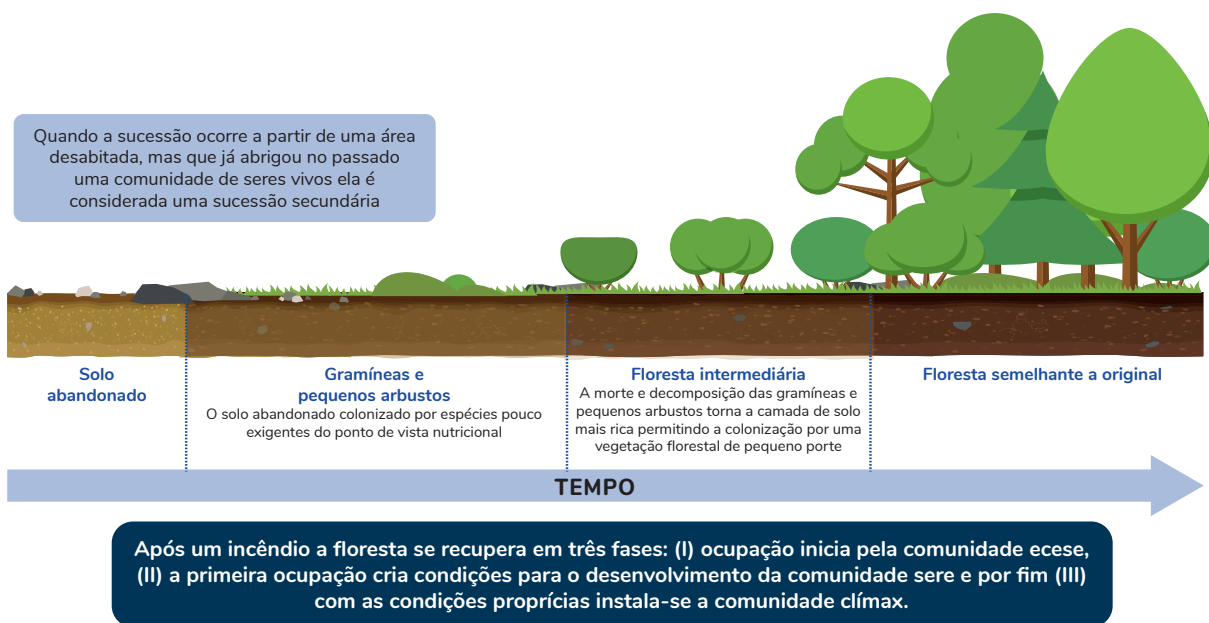 Quando a sucessão ocorre a partir de uma área
desabitada, mas que já abrigou no passado
uma comunidade de seres vivos ela é
considerada uma sucessão secundária
Solo
abandonado
Gramíneas e
pequenos arbustos
O solo abandonado colonizado por espécies pouco
exigentes do ponto de vista nutricional
Floresta intermediária
A morte e decomposição das gramíneas e
pequenos arbustos torna a camada de solo
mais rica permitindo a colonização por uma
vegetação florestal de pequeno porte
Floresta semelhante a original
TEMPO
Após um incêndio a floresta se recupera em três fases: (I) ocupação inicia pela comunidade ecese,
(II) a primeira ocupação cria condições para o desenvolvimento da comunidade sere e por fim (III)
com as condições proprícias instala-se a comunidade clímax.